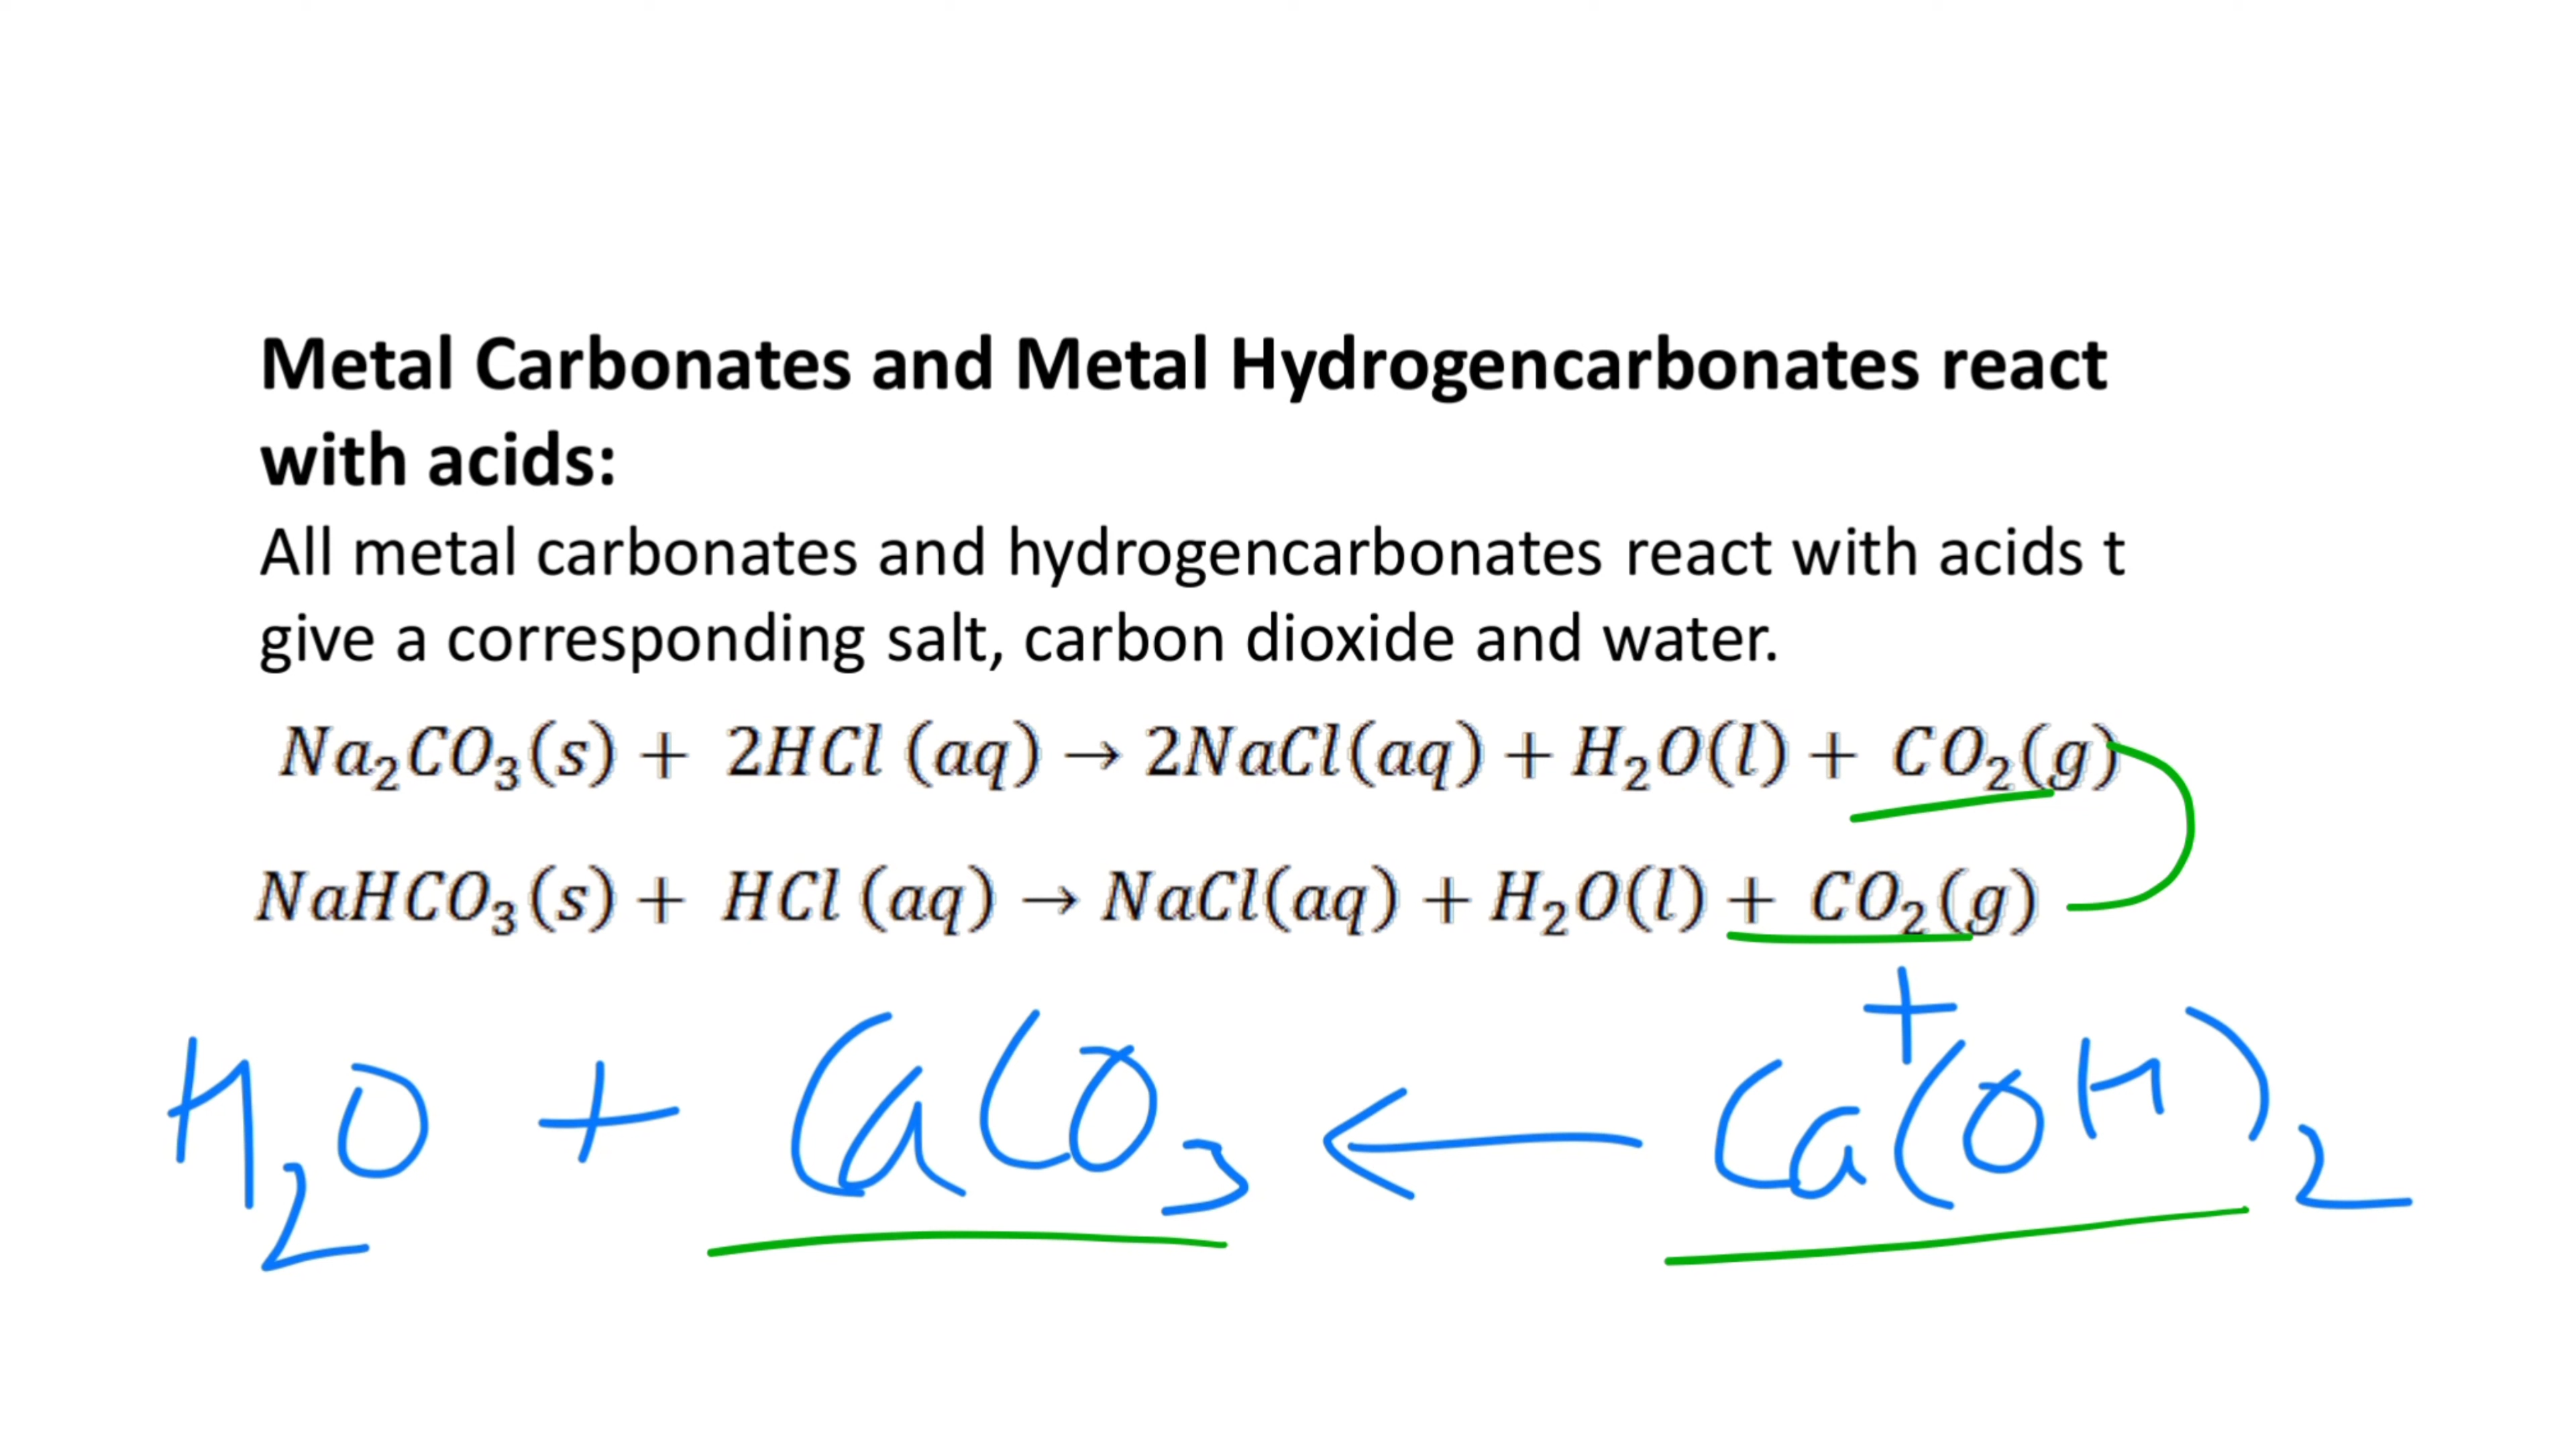 Metal Carbonates and Metal Hydrogencarbonates react
with acids:
All metal carbonates and hydrogencarbonates react with acids t
give a corresponding salt, carbon dioxide and water.
Na₂CO₃(s) + 2HCl (aq) → 2NaCl(aq) + H₂O(l) + CO₂(g)
NaHCO₃(s) + HCl (aq) → NaCl(aq) + H₂O(l) + CO₂(g)
+
H₂O + CaCO₃ ← Ca(OH)₂